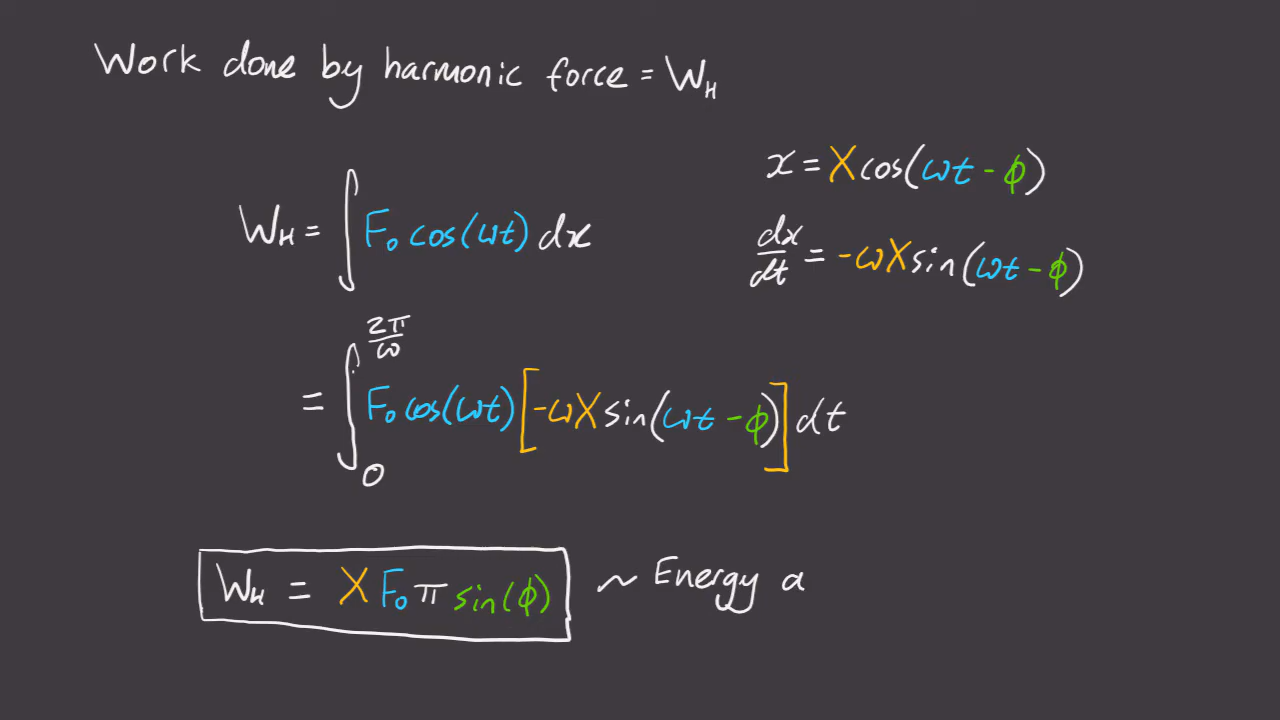 Work done by harmonic force = W_H
x = X cos(ωt - ϕ)
W_H = ∫ F₀ cos(ωt) dx
dx/dt = -ωX sin(ωt - ϕ)
= ∫₀^(2π/ω) F₀ cos(ωt) [-ωX sin(ωt - ϕ)] dt
W_H = X F₀ π sin(ϕ) ~ Energy a